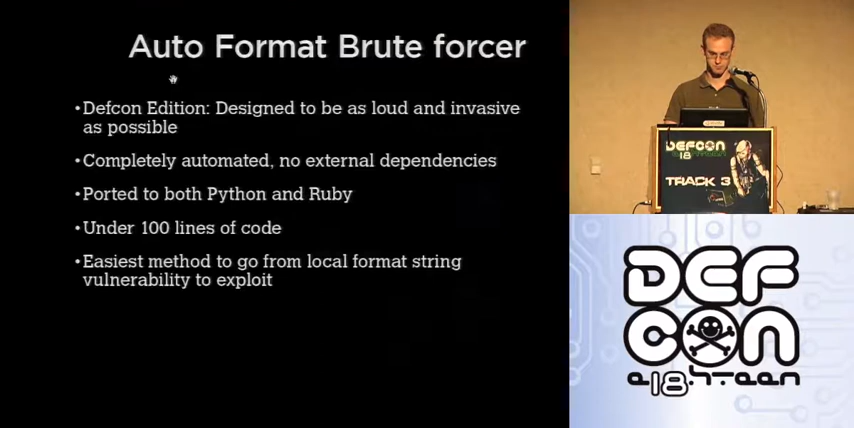 Auto Format Brute forcer
•Defcon Edition: Designed to be as loud and invasive
as possible
•Completely automated, no external dependencies
•Ported to both Python and Ruby
•Under 100 lines of code
•Easiest method to go from local format string
vulnerability to exploit
DEFCON
18
TRACK 3
DEF
CON
e18hteen